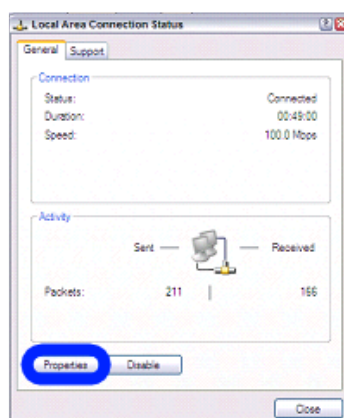 Local Area Connection Status
General Support
Connection
Status: Connected
Duration: 00:49:00
Speed: 100.0 Mbps
Activity
Sent Received
Packets: 211 166
Properties Disable
Close